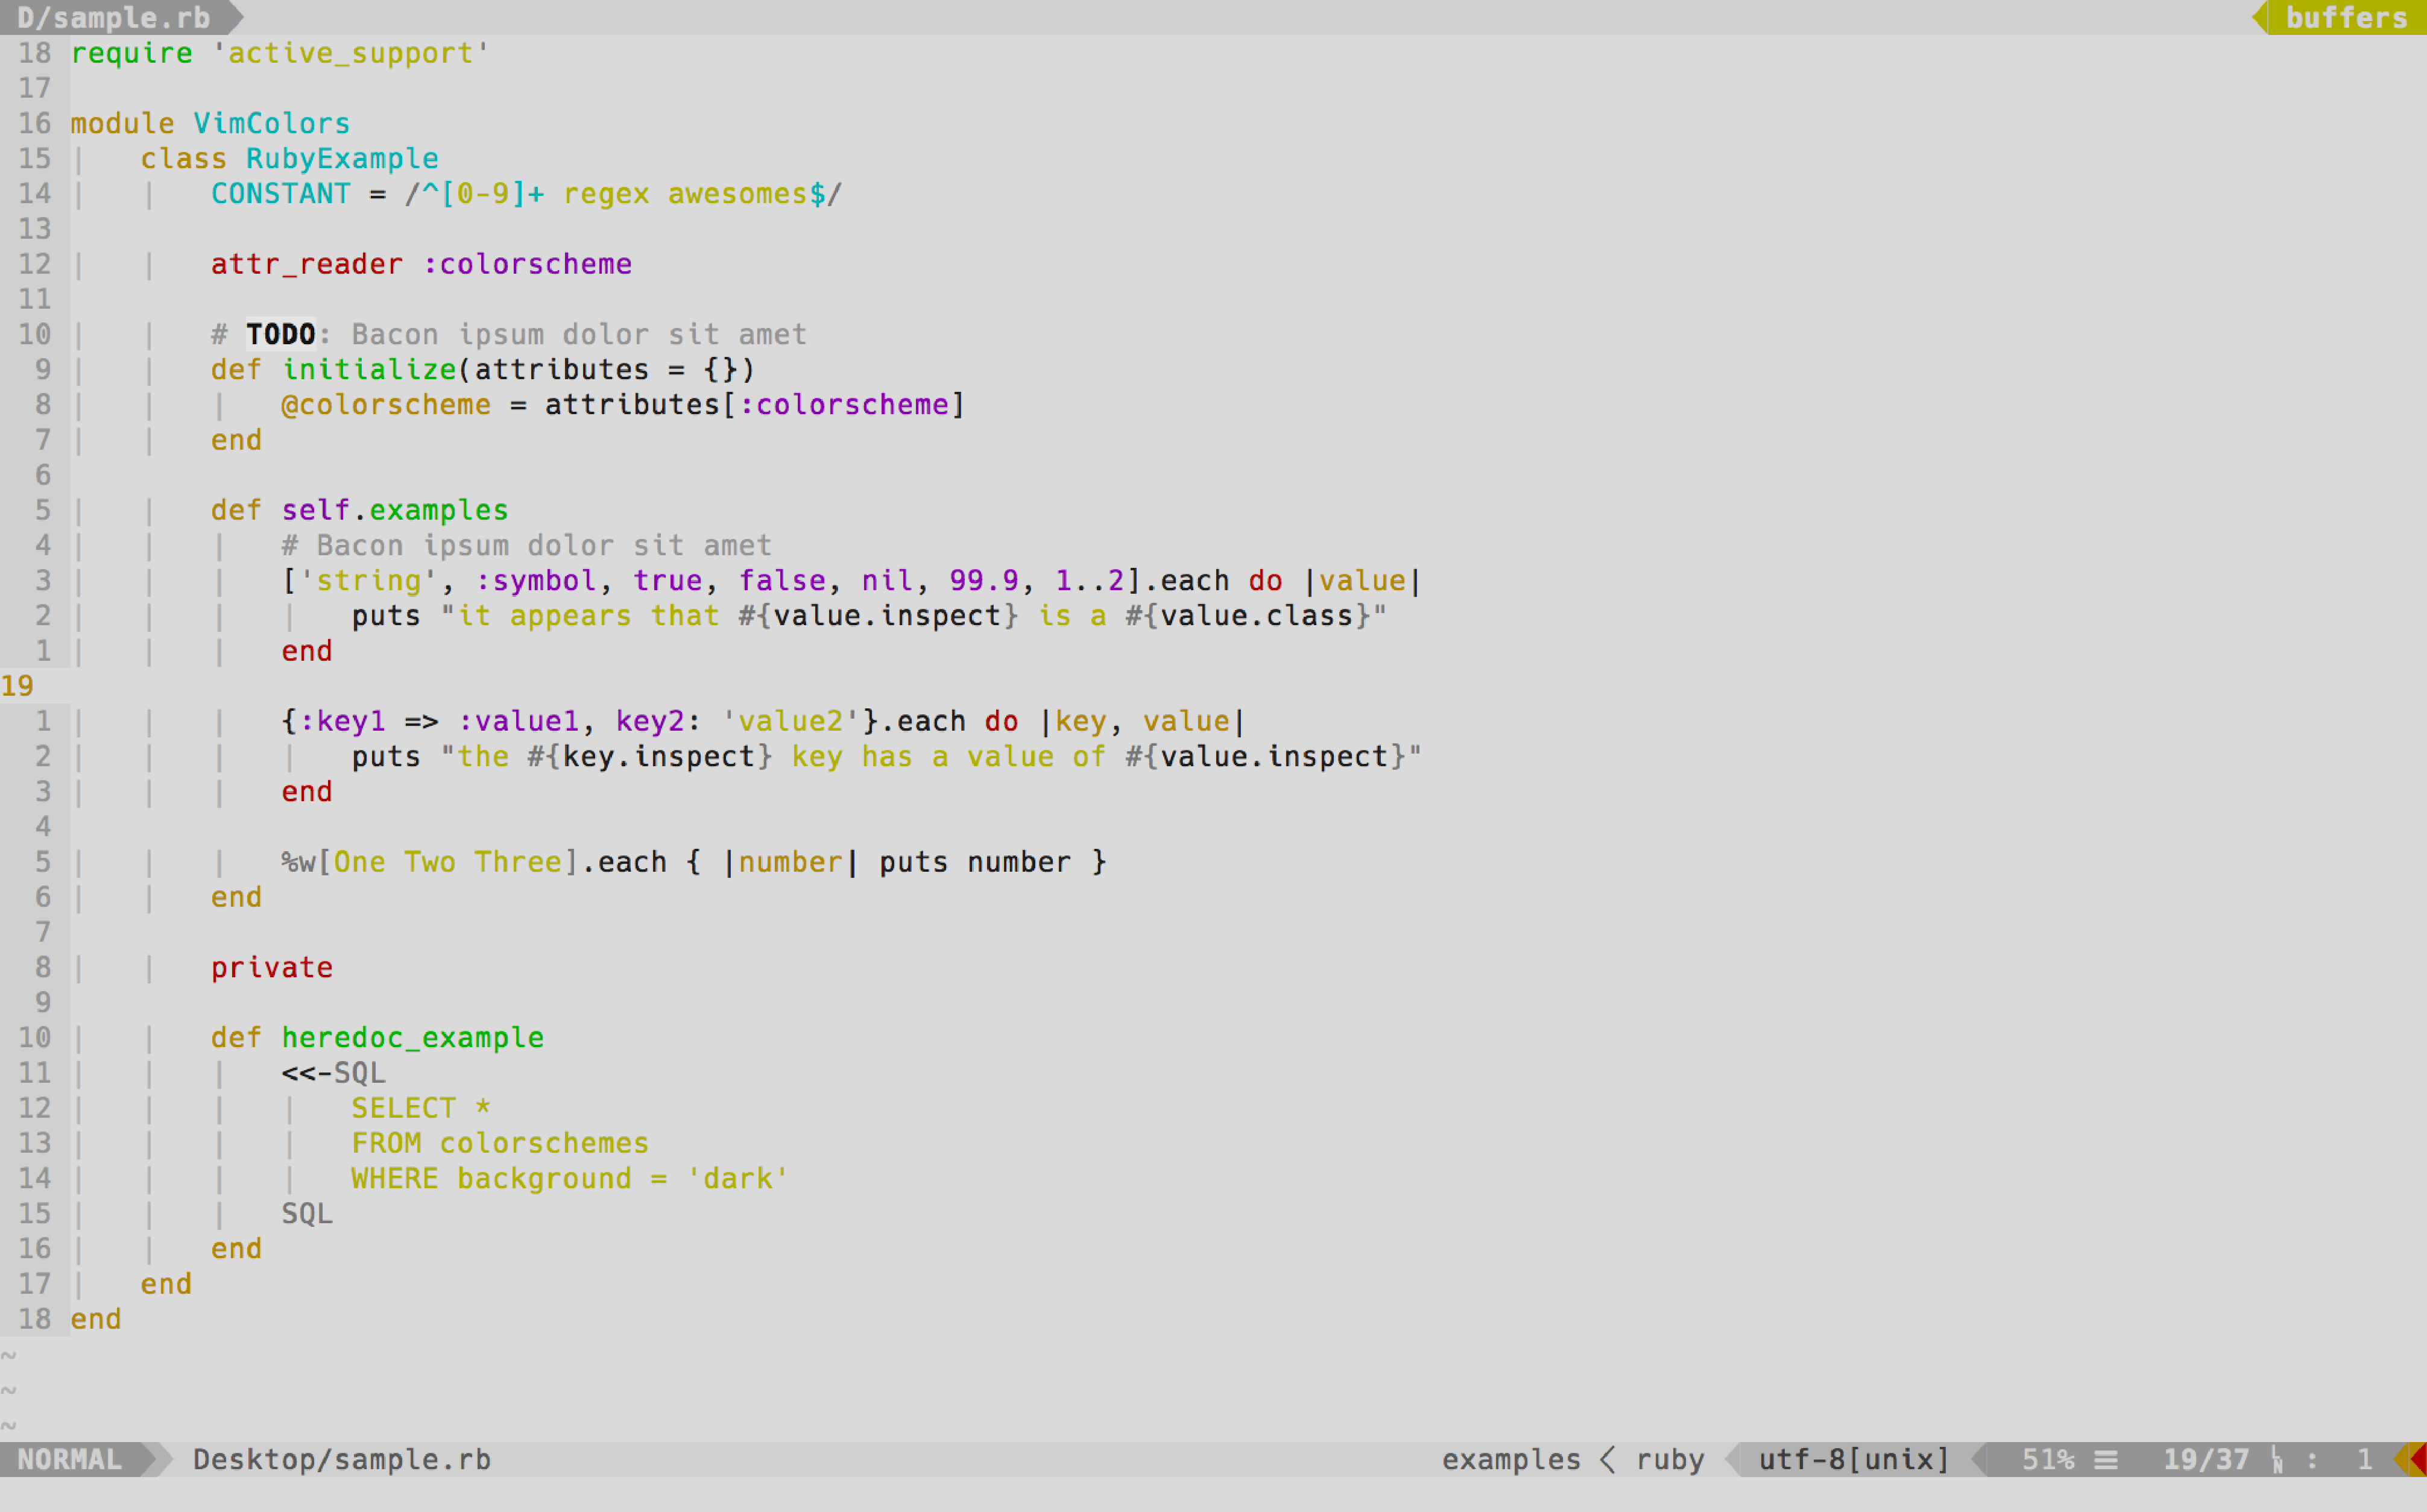 D/sample.rb buffers
18 require 'active_support'
17
16 module VimColors
15 |   class RubyExample
14 |   |   CONSTANT = /^[0-9]+ regex awesomes$/
13
12 |   |   attr_reader :colorscheme
11
10 |   |   # TODO: Bacon ipsum dolor sit amet
9 |   |   def initialize(attributes = {})
8 |   |   |   @colorscheme = attributes[:colorscheme]
7 |   |   end
6
5 |   |   def self.examples
4 |   |   |   # Bacon ipsum dolor sit amet
3 |   |   |   ['string', :symbol, true, false, nil, 99.9, 1..2].each do |value|
2 |   |   |   |   puts "it appears that #{value.inspect} is a #{value.class}"
1 |   |   |   end
19
1 |   |   |   {:key1 => :value1, key2: 'value2'}.each do |key, value|
2 |   |   |   |   puts "the #{key.inspect} key has a value of #{value.inspect}"
3 |   |   |   end
4
5 |   |   |   %w[One Two Three].each { |number| puts number }
6 |   |   end
7
8 |   |   private
9
10 |   |   def heredoc_example
11 |   |   |   <<-SQL
12 |   |   |   |   SELECT *
13 |   |   |   |   FROM colorschemes
14 |   |   |   |   WHERE background = 'dark'
15 |   |   |   SQL
16 |   |   end
17 |   end
18 end
~
~
~
NORMAL Desktop/sample.rb examples < ruby utf-8[unix] 51% ☰ 19/37 ␤ : 1